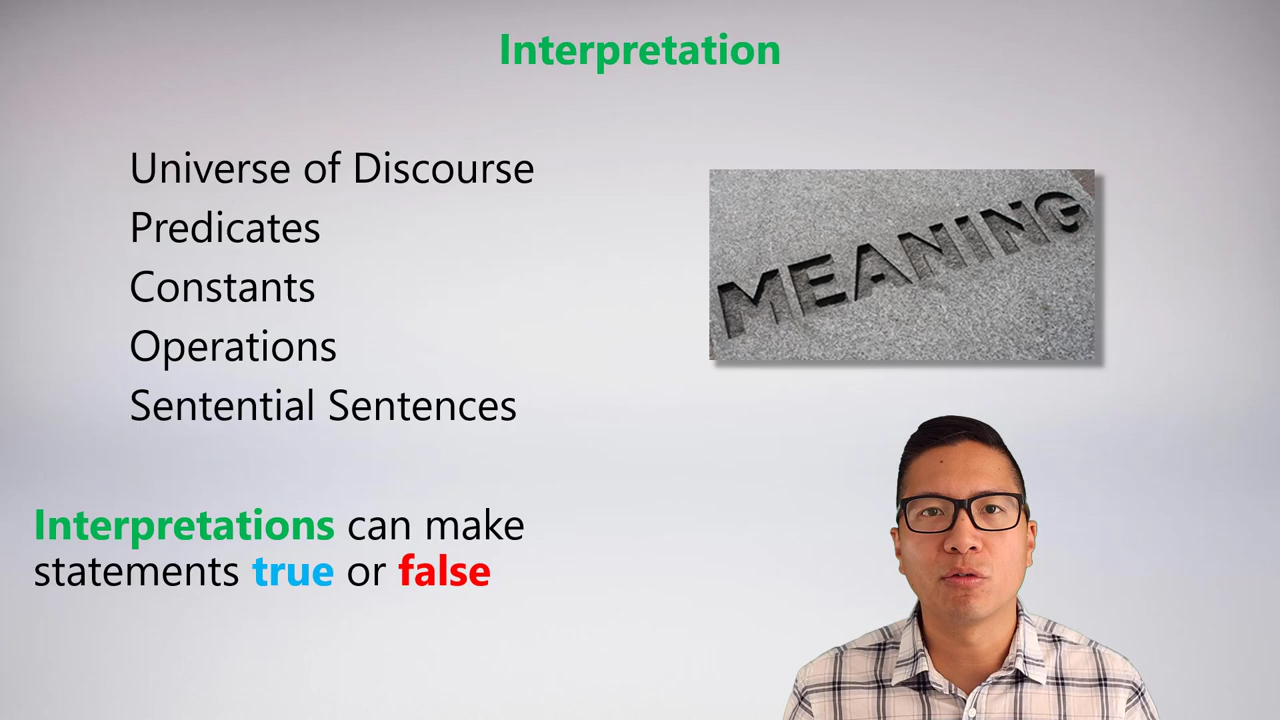 Interpretation
Universe of Discourse
Predicates
Constants
Operations
Sentential Sentences
MEANING
Interpretations can make
statements true or false